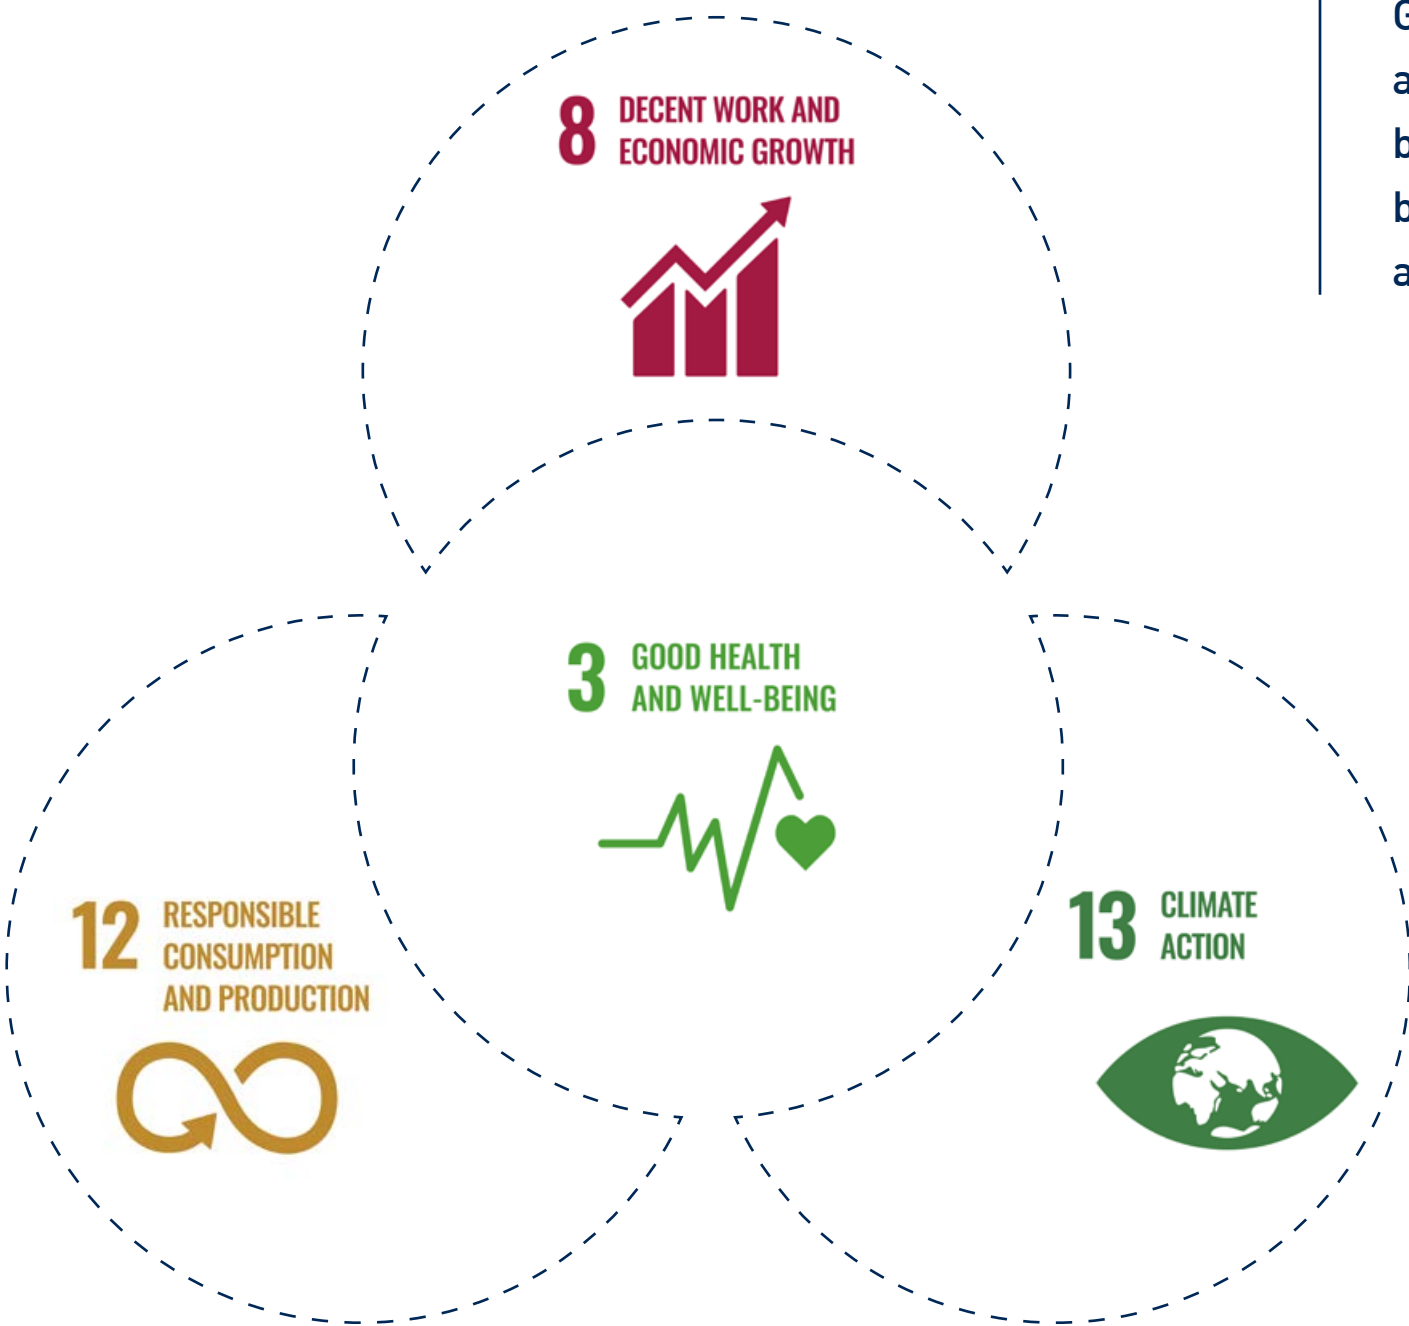 8 DECENT WORK AND
ECONOMIC GROWTH
3 GOOD HEALTH
AND WELL-BEING
12 RESPONSIBLE
CONSUMPTION
AND PRODUCTION
13 CLIMATE
ACTION